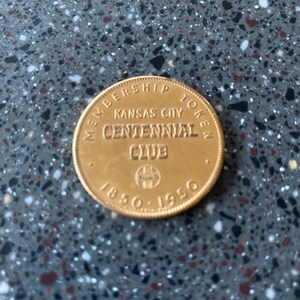 MEMBERSHIP TOKEN
KANSAS CITY
CENTENNIAL
CLUB
· 1850 · 1950 ·